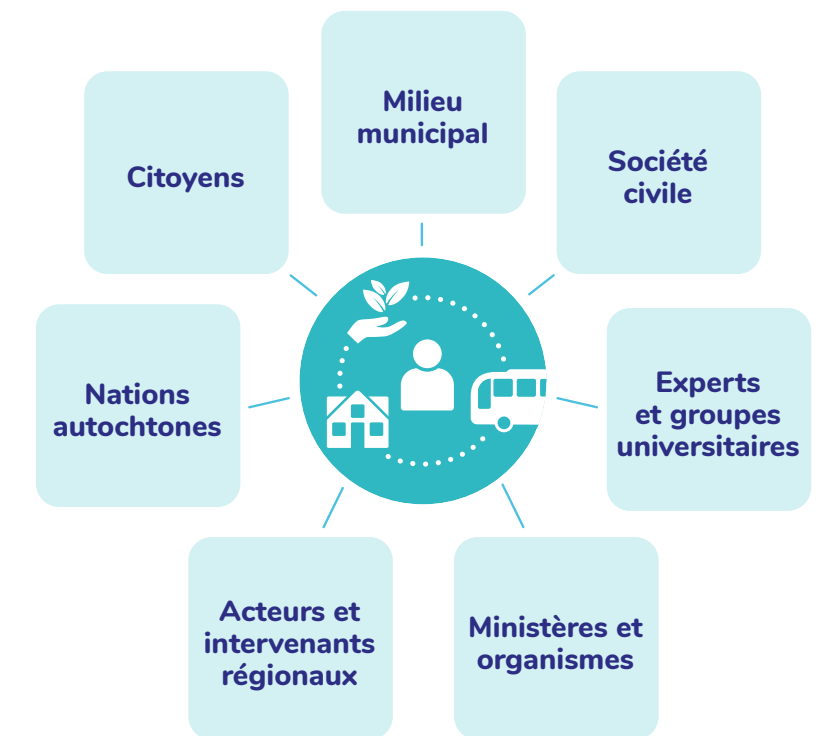 Milieu
municipal
Citoyens
Société
civile
Nations
autochtones
Experts
et groupes
universitaires
Acteurs et
intervenants
régionaux
Ministères et
organismes